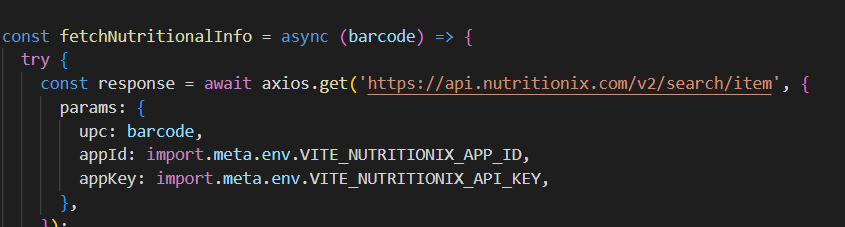 const fetchNutritionalInfo = async (barcode) => {
try {
const response = await axios.get('https://api.nutritionix.com/v2/search/item', {
params: {
upc: barcode,
appId: import.meta.env.VITE_NUTRITIONIX_APP_ID,
appKey: import.meta.env.VITE_NUTRITIONIX_API_KEY,
},
});